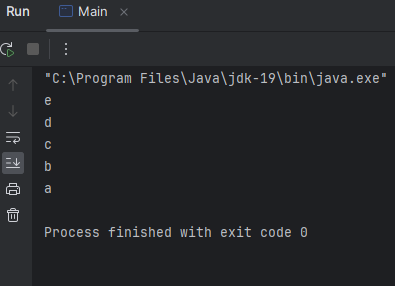 Run Main
"C:\Program Files\Java\jdk-19\bin\java.exe"
e
d
c
b
a
Process finished with exit code 0